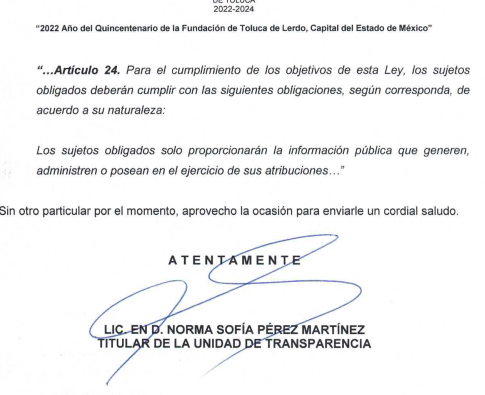 DE TOLUCA
2022-2024
“2022 Año del Quincentenario de la Fundación de Toluca de Lerdo, Capital del Estado de México”
“…Artículo 24. Para el cumplimiento de los objetivos de esta Ley, los sujetos
obligados deberán cumplir con las siguientes obligaciones, según corresponda, de
acuerdo a su naturaleza:
Los sujetos obligados solo proporcionarán la información pública que generen,
administren o posean en el ejercicio de sus atribuciones…”
Sin otro particular por el momento, aprovecho la ocasión para enviarle un cordial saludo.
A T E N T A M E N T E
LIC. EN D. NORMA SOFÍA PÉREZ MARTÍNEZ
TITULAR DE LA UNIDAD DE TRANSPARENCIA